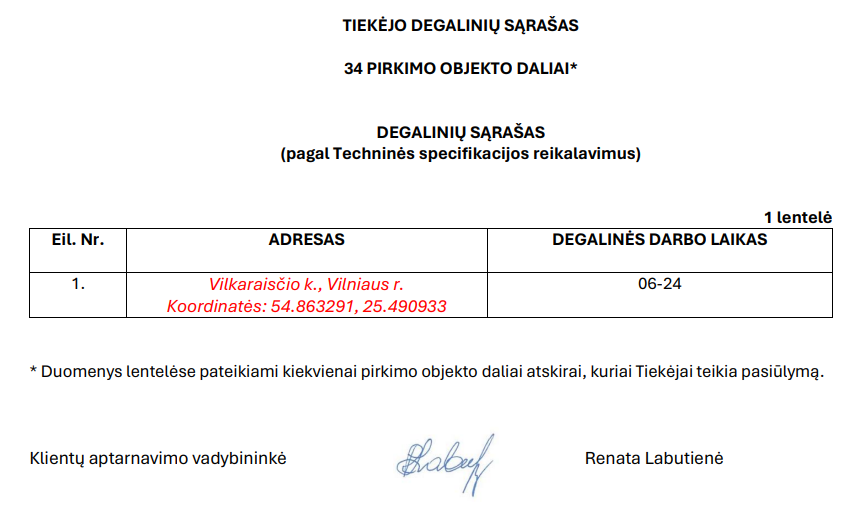 TIEKĖJO DEGALINIŲ SĄRAŠAS
34 PIRKIMO OBJEKTO DALIAI*
DEGALINIŲ SĄRAŠAS
(pagal Techninės specifikacijos reikalavimus)
1 lentelė
Eil. Nr. ADRESAS DEGALINĖS DARBO LAIKAS
1. Vilkaraisčio k., Vilniaus r. 06-24
Koordinatės: 54.863291, 25.490933
* Duomenys lentelėse pateikiami kiekvienai pirkimo objekto daliai atskirai, kuriai Tiekėjai teikia pasiūlymą.
Klientų aptarnavimo vadybininkė Renata Labutienė